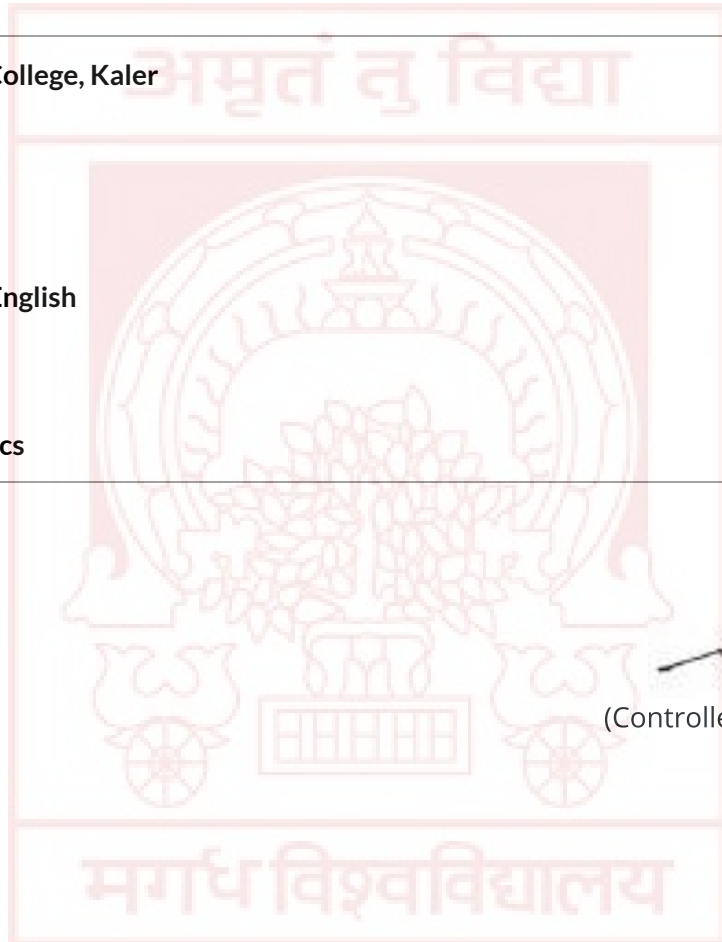 अमृतं तु विद्या
College, Kaler
English
cs
(Controlle
मगध विश्वविद्यालय